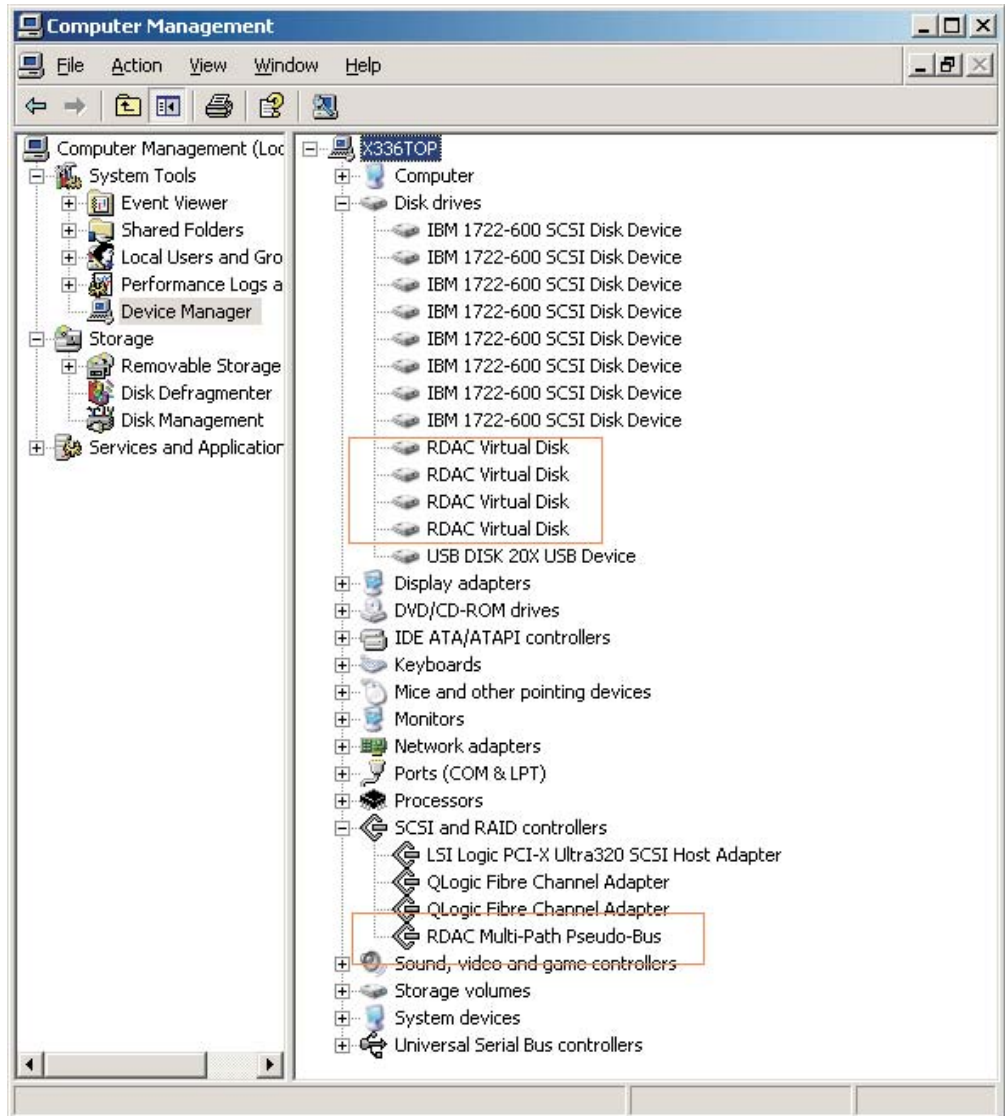 Computer Management
File Action View Window Help
Computer Management (Loc
System Tools
Event Viewer
Shared Folders
Local Users and Gro
Performance Logs a
Device Manager
Storage
Removable Storage
Disk Defragmenter
Disk Management
Services and Application
X336TOP
Computer
Disk drives
IBM 1722-600 SCSI Disk Device
IBM 1722-600 SCSI Disk Device
IBM 1722-600 SCSI Disk Device
IBM 1722-600 SCSI Disk Device
IBM 1722-600 SCSI Disk Device
IBM 1722-600 SCSI Disk Device
IBM 1722-600 SCSI Disk Device
IBM 1722-600 SCSI Disk Device
RDAC Virtual Disk
RDAC Virtual Disk
RDAC Virtual Disk
RDAC Virtual Disk
USB DISK 20X USB Device
Display adapters
DVD/CD-ROM drives
IDE ATA/ATAPI controllers
Keyboards
Mice and other pointing devices
Monitors
Network adapters
Ports (COM & LPT)
Processors
SCSI and RAID controllers
LSI Logic PCI-X Ultra320 SCSI Host Adapter
QLogic Fibre Channel Adapter
QLogic Fibre Channel Adapter
RDAC Multi-Path Pseudo-Bus
Sound, video and game controllers
Storage volumes
System devices
Universal Serial Bus controllers